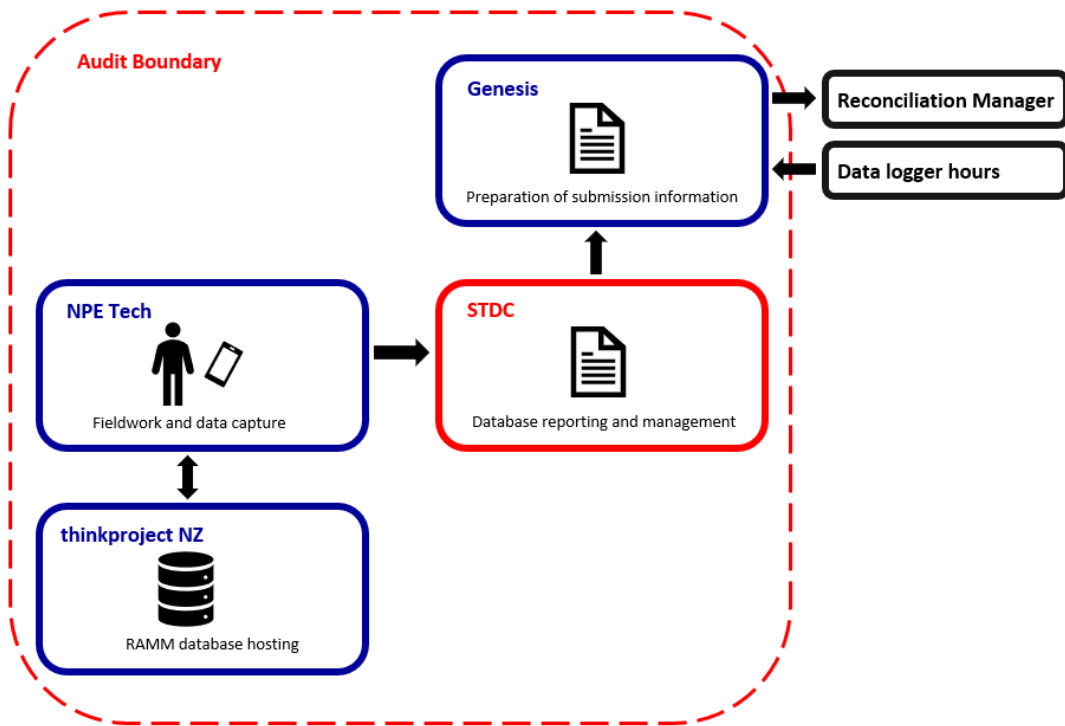 Audit Boundary
Genesis
Preparation of submission information
Reconciliation Manager
Data logger hours
NPE Tech
Fieldwork and data capture
STDC
Database reporting and management
thinkproject NZ
RAMM database hosting